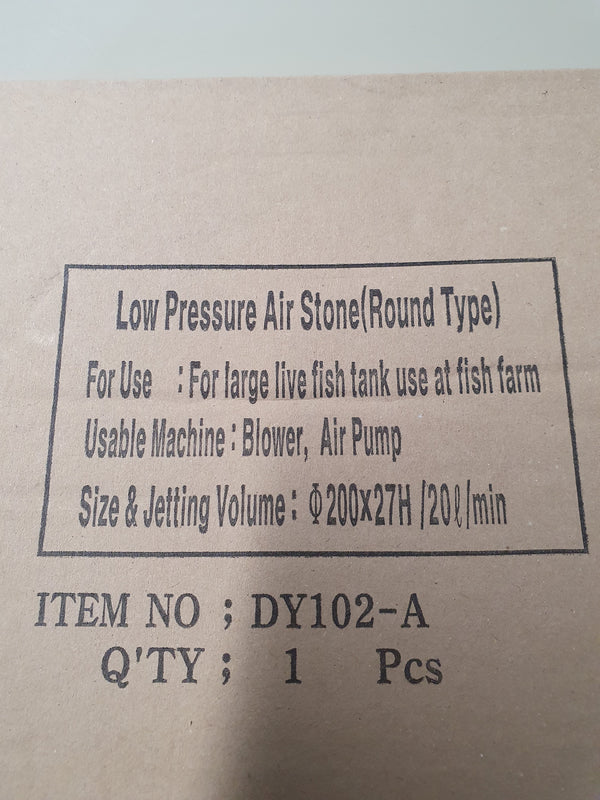 Low Pressure Air Stone(Round Type)
For Use : For large live fish tank use at fish farm
Usable Machine : Blower, Air Pump
Size & Jetting Volume : Φ200x27H /20ℓ/min
ITEM NO ; DY102-A
Q'TY ; 1 Pcs